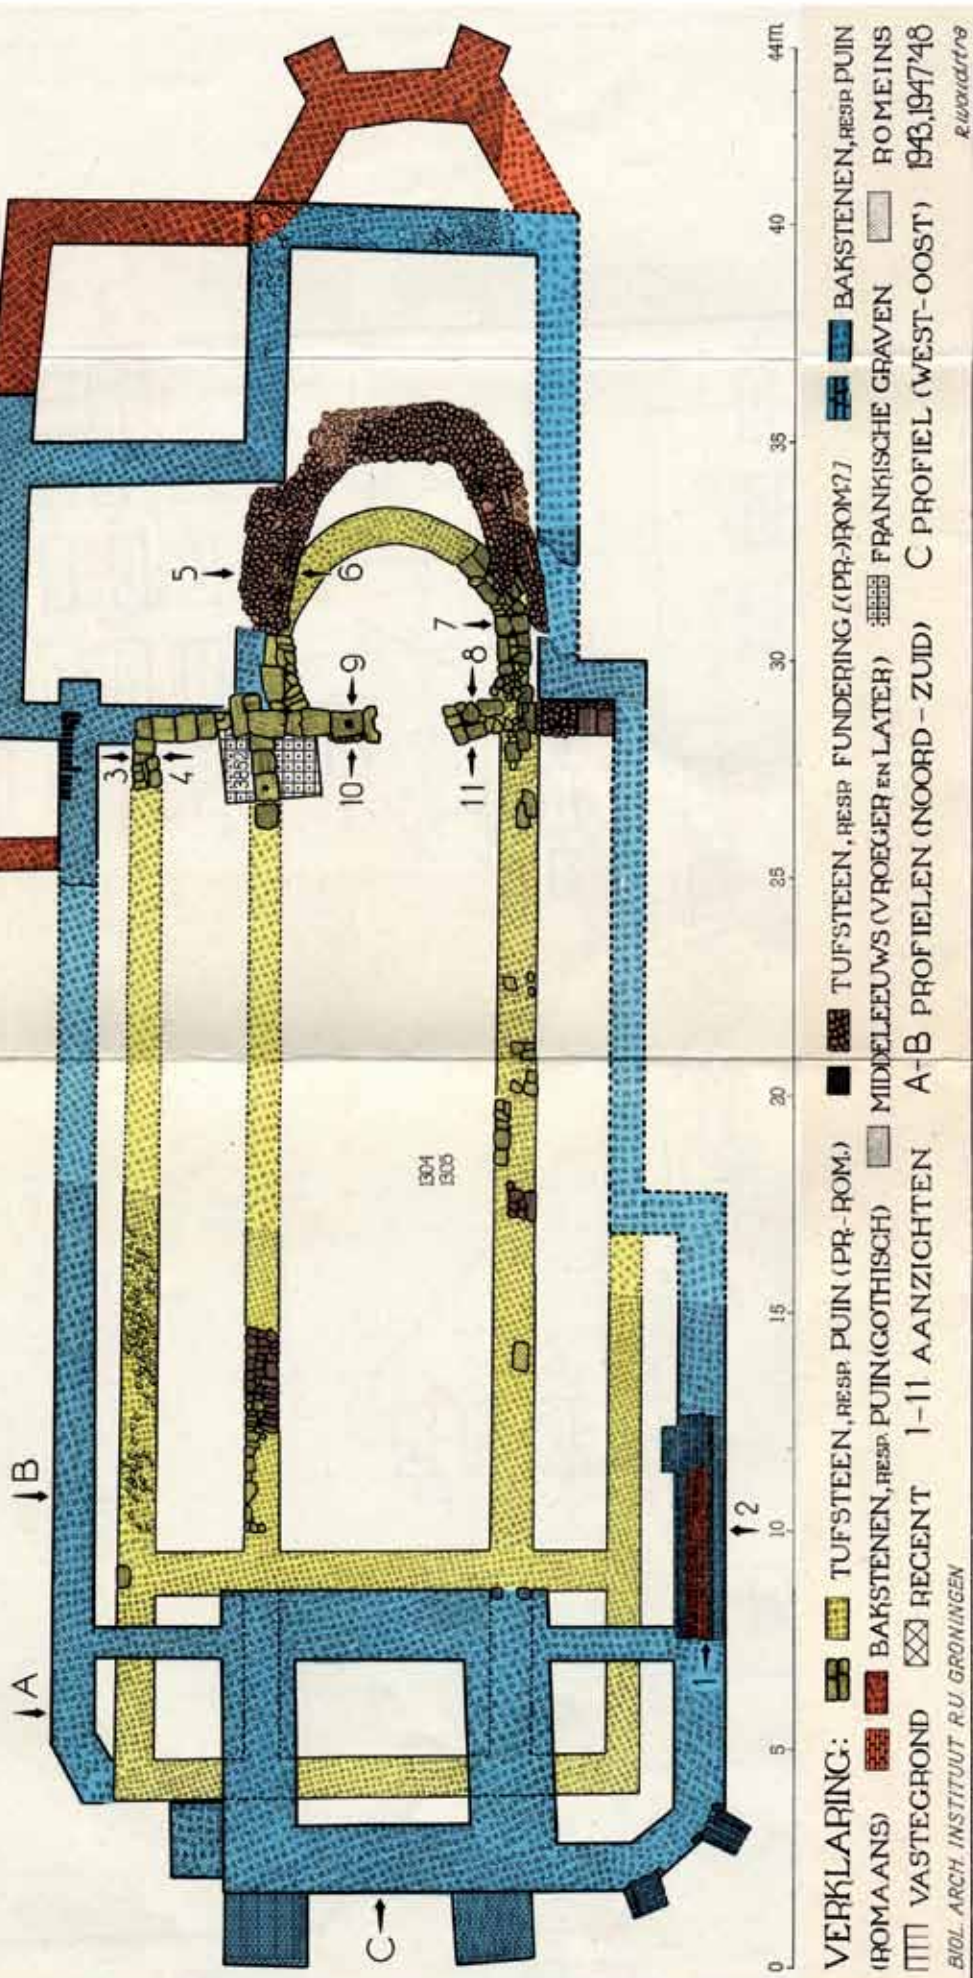 A
B
C
1
2
3
4
5
6
7
8
9
10
11
3852
1304
1305
0 5 10 15 20 25 30 35 40 44m.
VERKLARING: TUFSTEEN, RESP. PUIN (PR.-ROM.) TUFSTEEN, RESP. FUNDERING [(PR.-)ROM.?] BAKSTENEN, RESP. PUIN
(ROMAANS) BAKSTENEN, RESP. PUIN (GOTHISCH) MIDDELEEUWS (VROEGER EN LATER) FRANKISCHE GRAVEN ROMEINS
VASTEGROND RECENT 1-11 AANZICHTEN A-B PROFIELEN (NOORD-ZUID) C PROFIEL (WEST-OOST) 1943, 1947'48
BIOL. ARCH. INSTITUUT R.U GRONINGEN